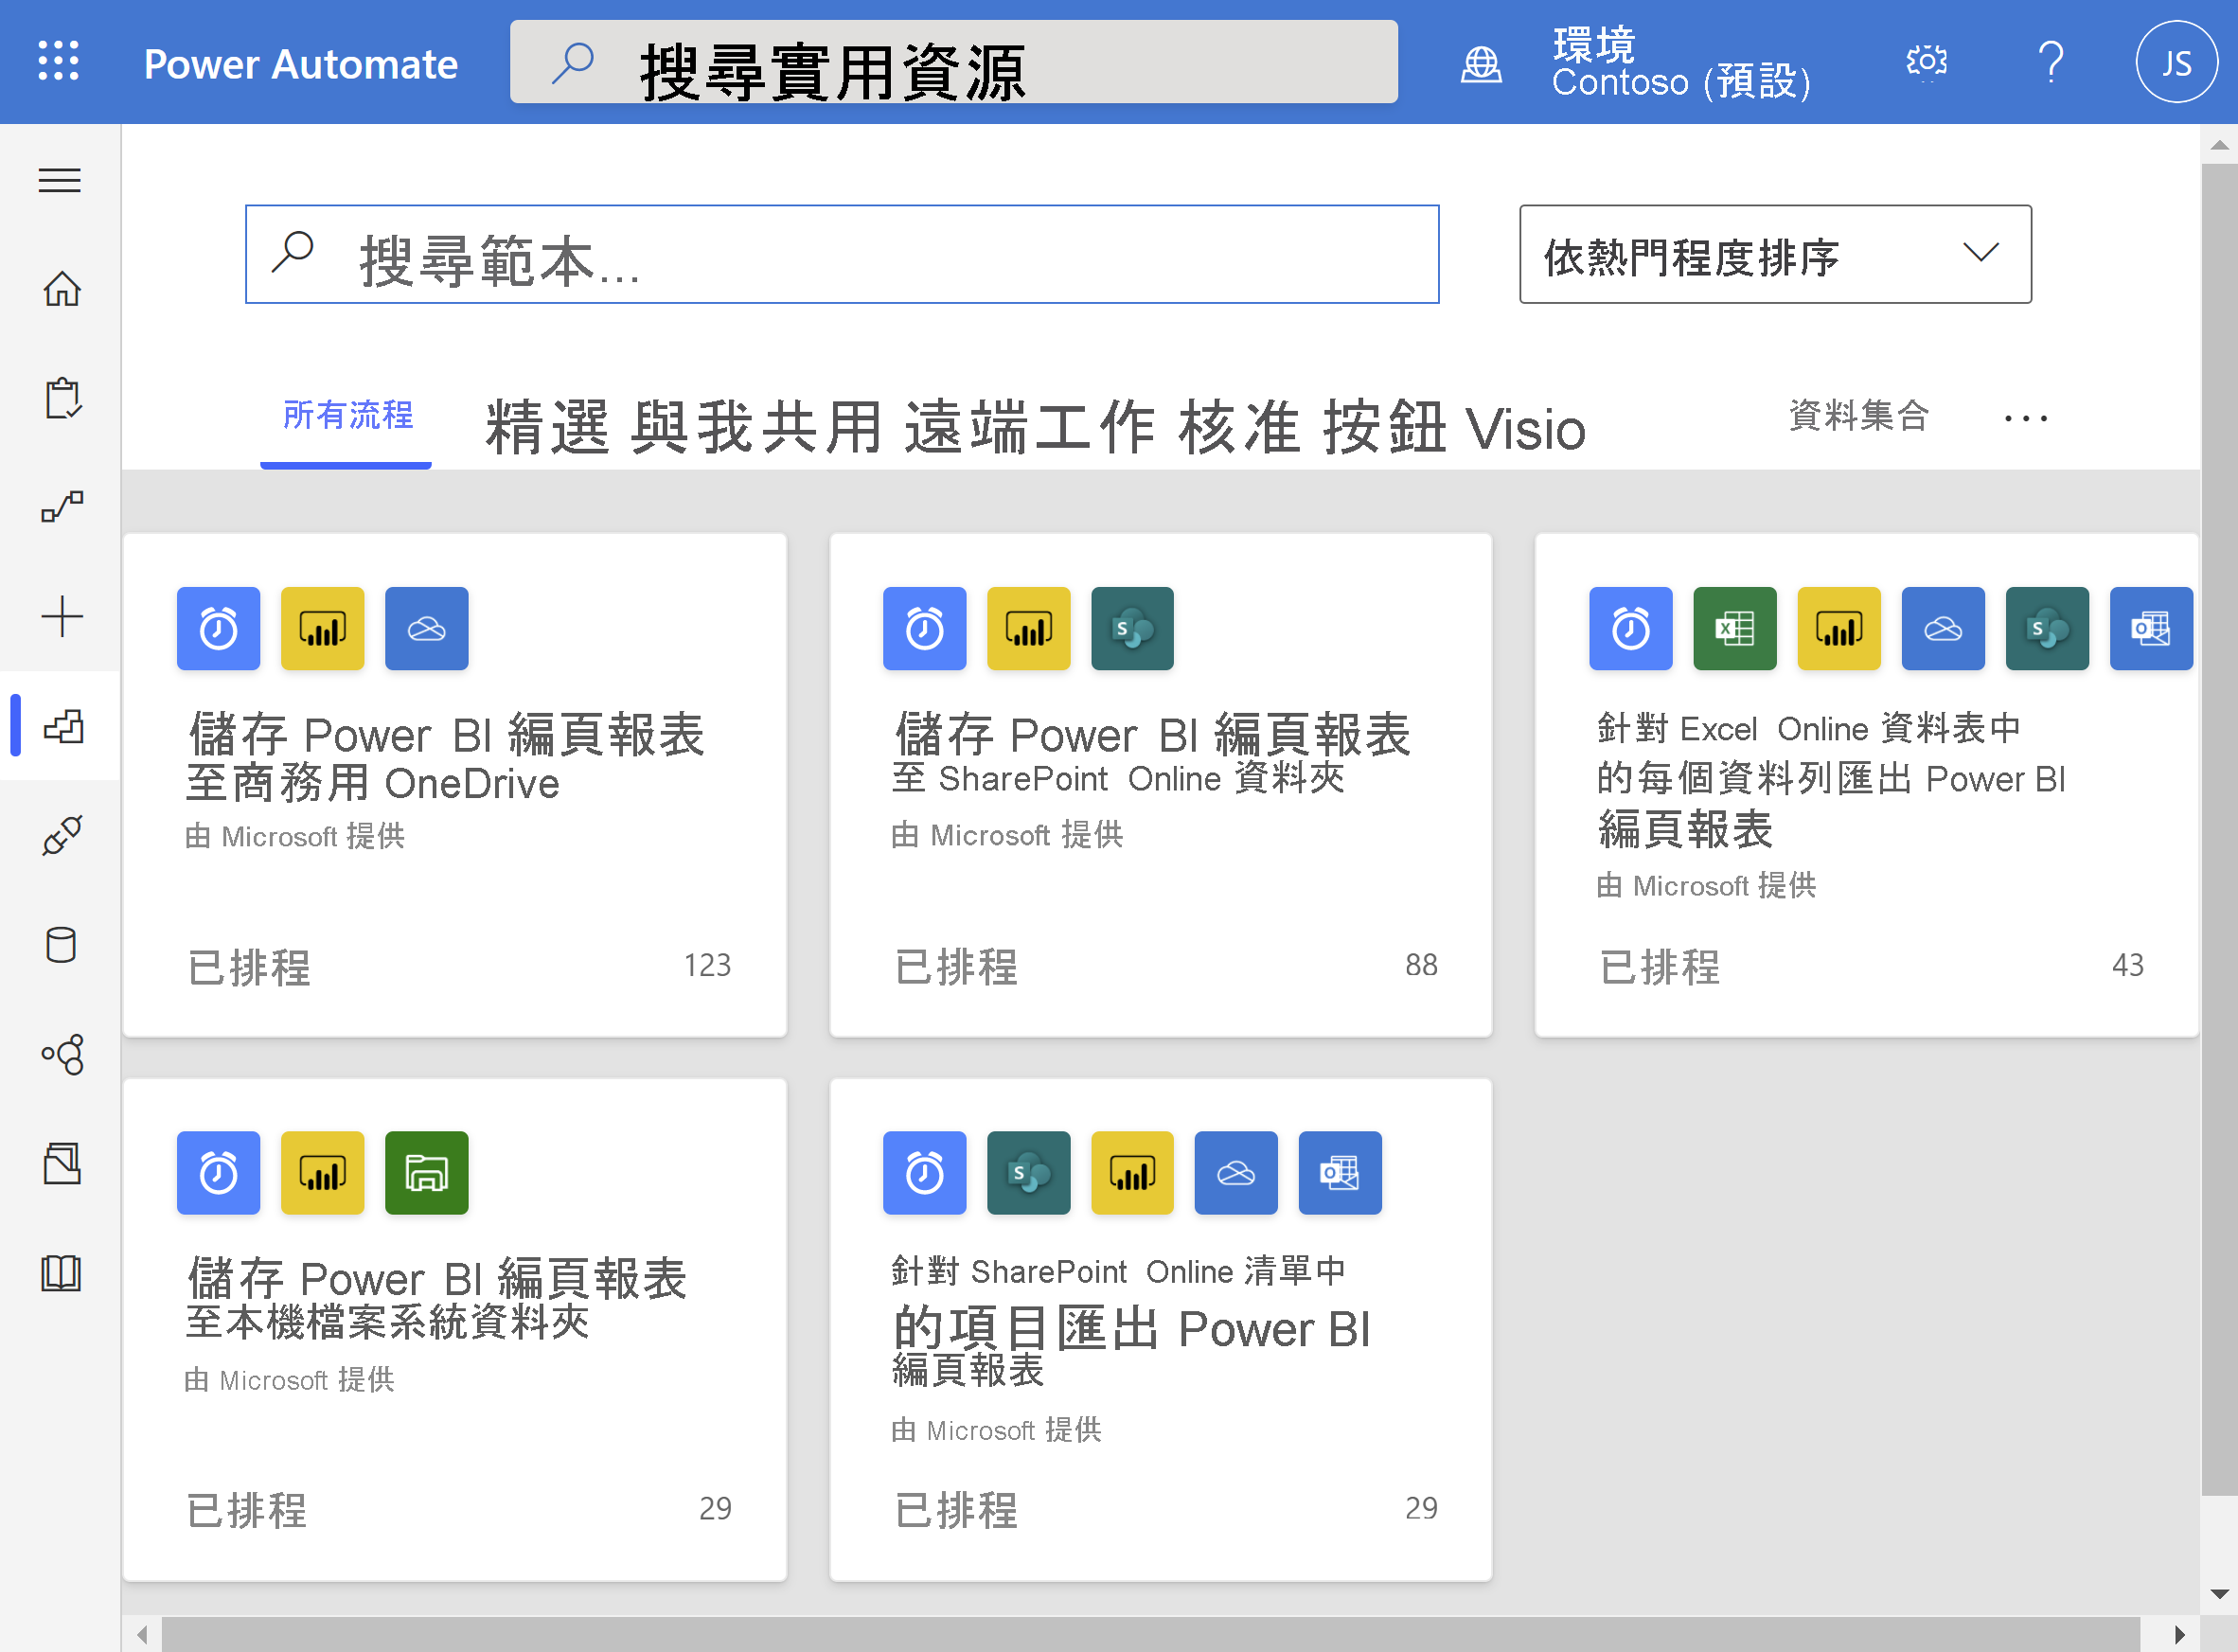 Power Automate
搜尋實用資源
環境
Contoso (預設)
JS
搜尋範本...
依熱門程度排序
所有流程
精選 與我共用 遠端工作 核准 按鈕 Visio
資料集合
儲存 Power BI 編頁報表
至商務用 OneDrive
由 Microsoft 提供
已排程
123
儲存 Power BI 編頁報表
至 SharePoint Online 資料夾
由 Microsoft 提供
已排程
88
針對 Excel Online 資料表中
的每個資料列匯出 Power BI
編頁報表
由 Microsoft 提供
已排程
43
儲存 Power BI 編頁報表
至本機檔案系統資料夾
由 Microsoft 提供
已排程
29
針對 SharePoint Online 清單中
的項目匯出 Power BI
編頁報表
由 Microsoft 提供
已排程
29